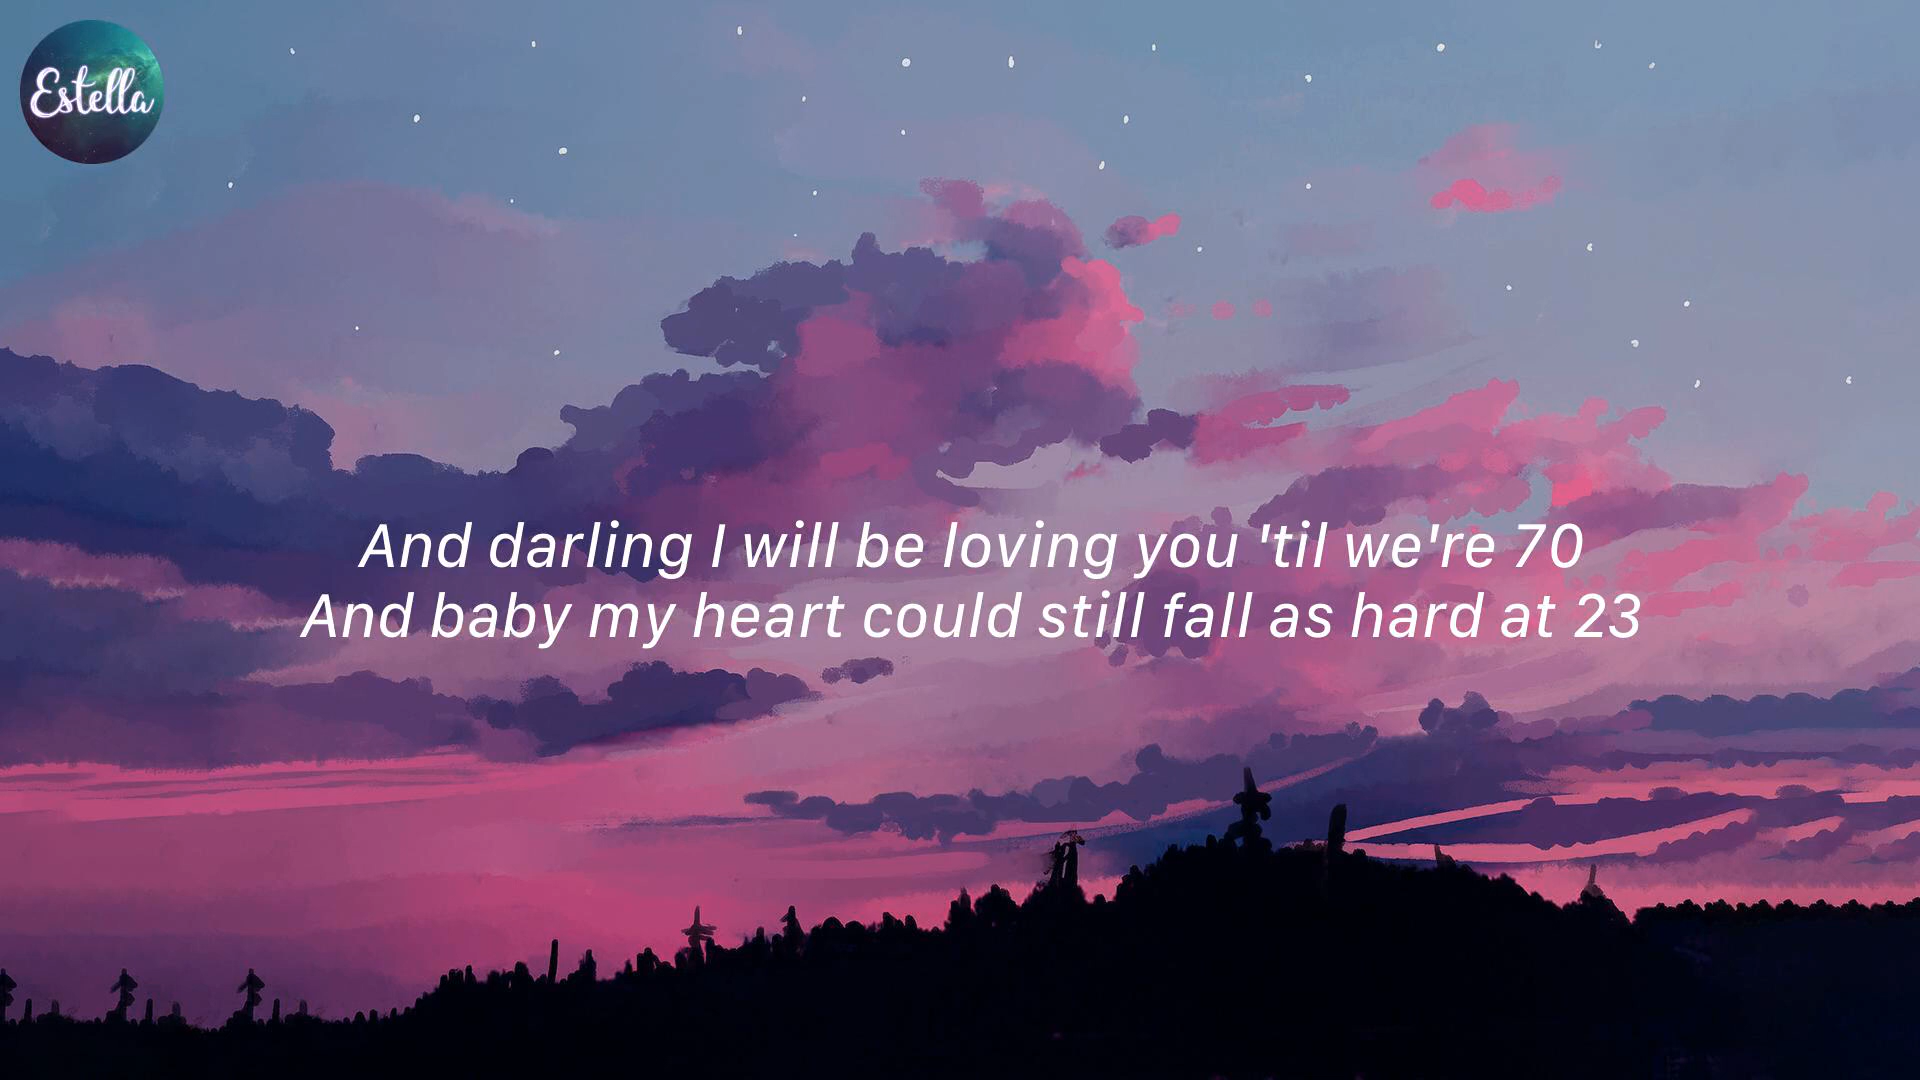 Estella
And darling I will be loving you 'til we're 70
And baby my heart could still fall as hard at 23